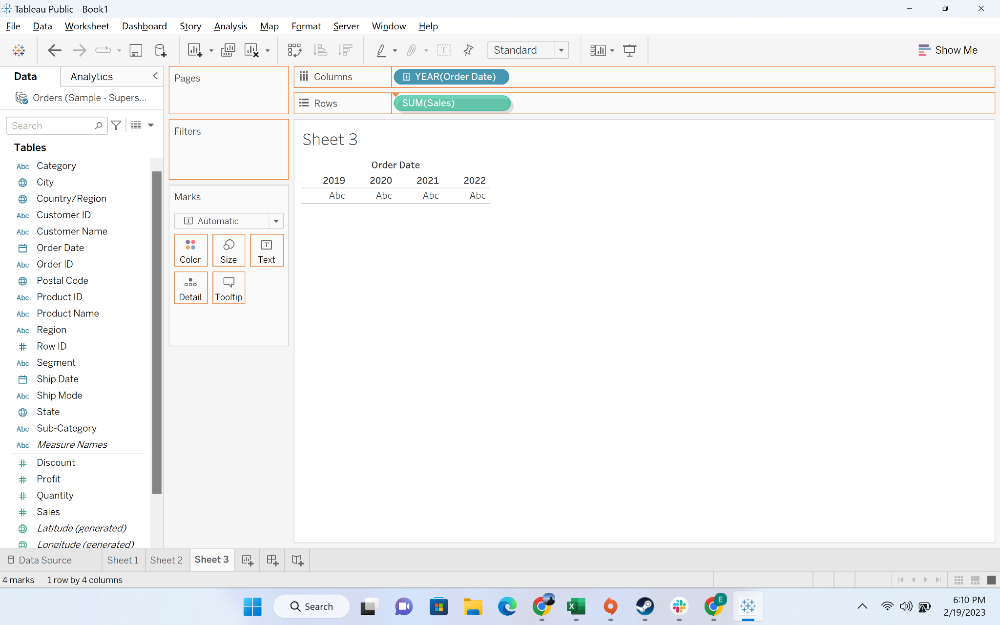 Tableau Public - Book1
File Data Worksheet Dashboard Story Analysis Map Format Server Window Help
Standard
Show Me
Data
Analytics
Orders (Sample - Supers...
Search
Tables
Abc Category
City
Country/Region
Abc Customer ID
Abc Customer Name
Order Date
Abc Order ID
Postal Code
Abc Product ID
Abc Product Name
Abc Region
Row ID
Abc Segment
Ship Date
Abc Ship Mode
State
Abc Sub-Category
Abc Measure Names
Discount
Profit
Quantity
Sales
Latitude (generated)
Longitude (generated)
Pages
Filters
Marks
Automatic
Color Size Text
Detail Tooltip
Columns YEAR(Order Date)
Rows SUM(Sales)
Sheet 3
Order Date
2019 2020 2021 2022
Abc Abc Abc Abc
Data Source Sheet 1 Sheet 2 Sheet 3
4 marks 1 row by 4 columns
Search
E
6:10 PM
2/19/2023